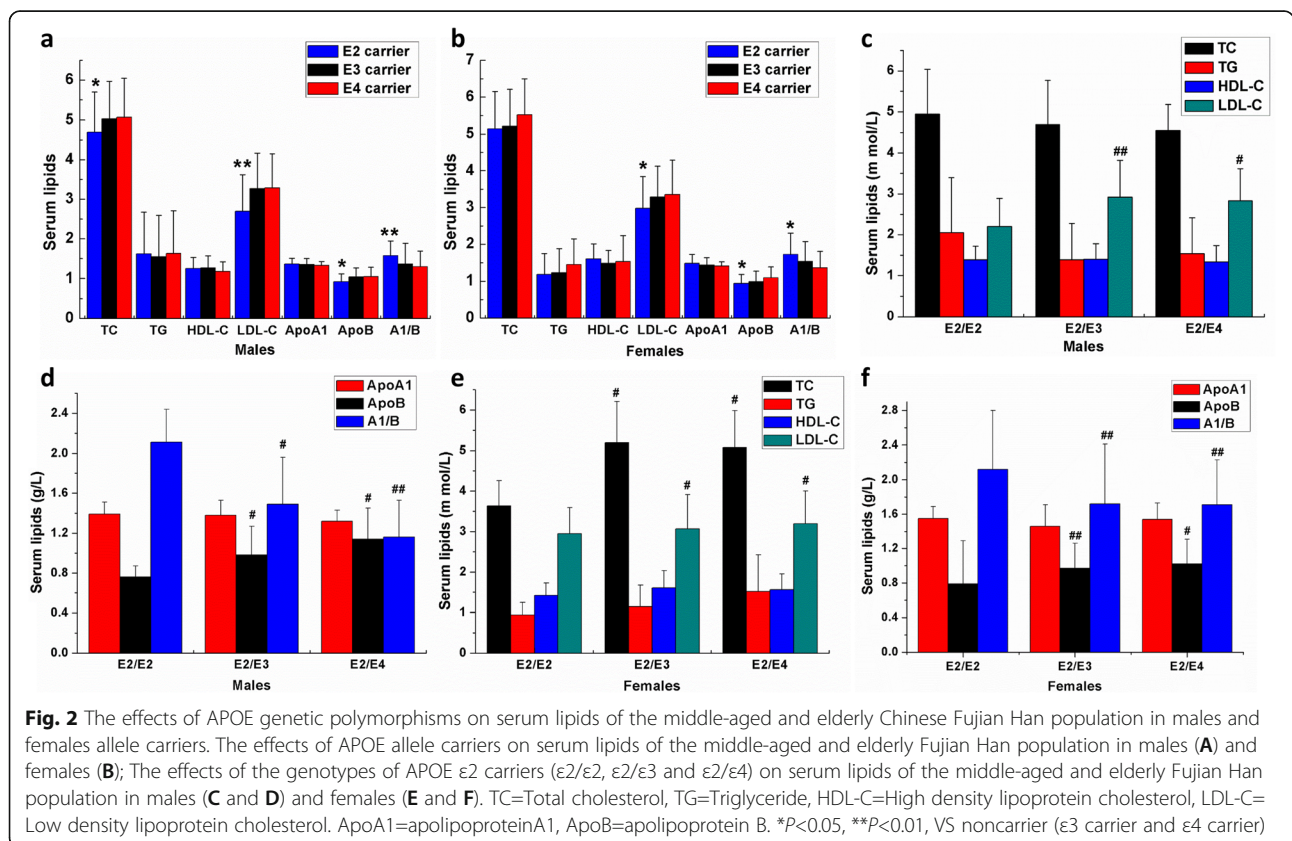 a
E2 carrier
E3 carrier
E4 carrier
Serum lipids
6
5
4
3
2
1
0
*
**
*
**
TC TG HDL-C LDL-C ApoA1 ApoB A1/B
Males
b
E2 carrier
E3 carrier
E4 carrier
Serum lipids
8
7
6
5
4
3
2
1
0
*
*
*
TC TG HDL-C LDL-C ApoA1 ApoB A1/B
Females
c
TC
TG
HDL-C
LDL-C
Serum lipids (m mol/L)
6
5
4
3
2
1
0
##
#
E2/E2 E2/E3 E2/E4
Males
d
ApoA1
ApoB
A1/B
Serum lipids (g/L)
2.4
2.0
1.6
1.2
0.8
0.4
0.0
#
#
#
##
E2/E2 E2/E3 E2/E4
Males
e
TC
TG
HDL-C
LDL-C
Serum lipids (m mol/L)
6
5
4
3
2
1
0
#
#
#
#
E2/E2 E2/E3 E2/E4
Females
f
ApoA1
ApoB
A1/B
Serum lipids (g/L)
2.8
2.4
2.0
1.6
1.2
0.8
0.4
0.0
##
##
#
##
E2/E2 E2/E3 E2/E4
Females
Fig. 2 The effects of APOE genetic polymorphisms on serum lipids of the middle-aged and elderly Chinese Fujian Han population in males and
females allele carriers. The effects of APOE allele carriers on serum lipids of the middle-aged and elderly Fujian Han population in males (A) and
females (B); The effects of the genotypes of APOE ε2 carriers (ε2/ε2, ε2/ε3 and ε2/ε4) on serum lipids of the middle-aged and elderly Fujian Han
population in males (C and D) and females (E and F). TC=Total cholesterol, TG=Triglyceride, HDL-C=High density lipoprotein cholesterol, LDL-C=
Low density lipoprotein cholesterol. ApoA1=apolipoproteinA1, ApoB=apolipoprotein B. *P<0.05, **P<0.01, VS noncarrier (ε3 carrier and ε4 carrier)